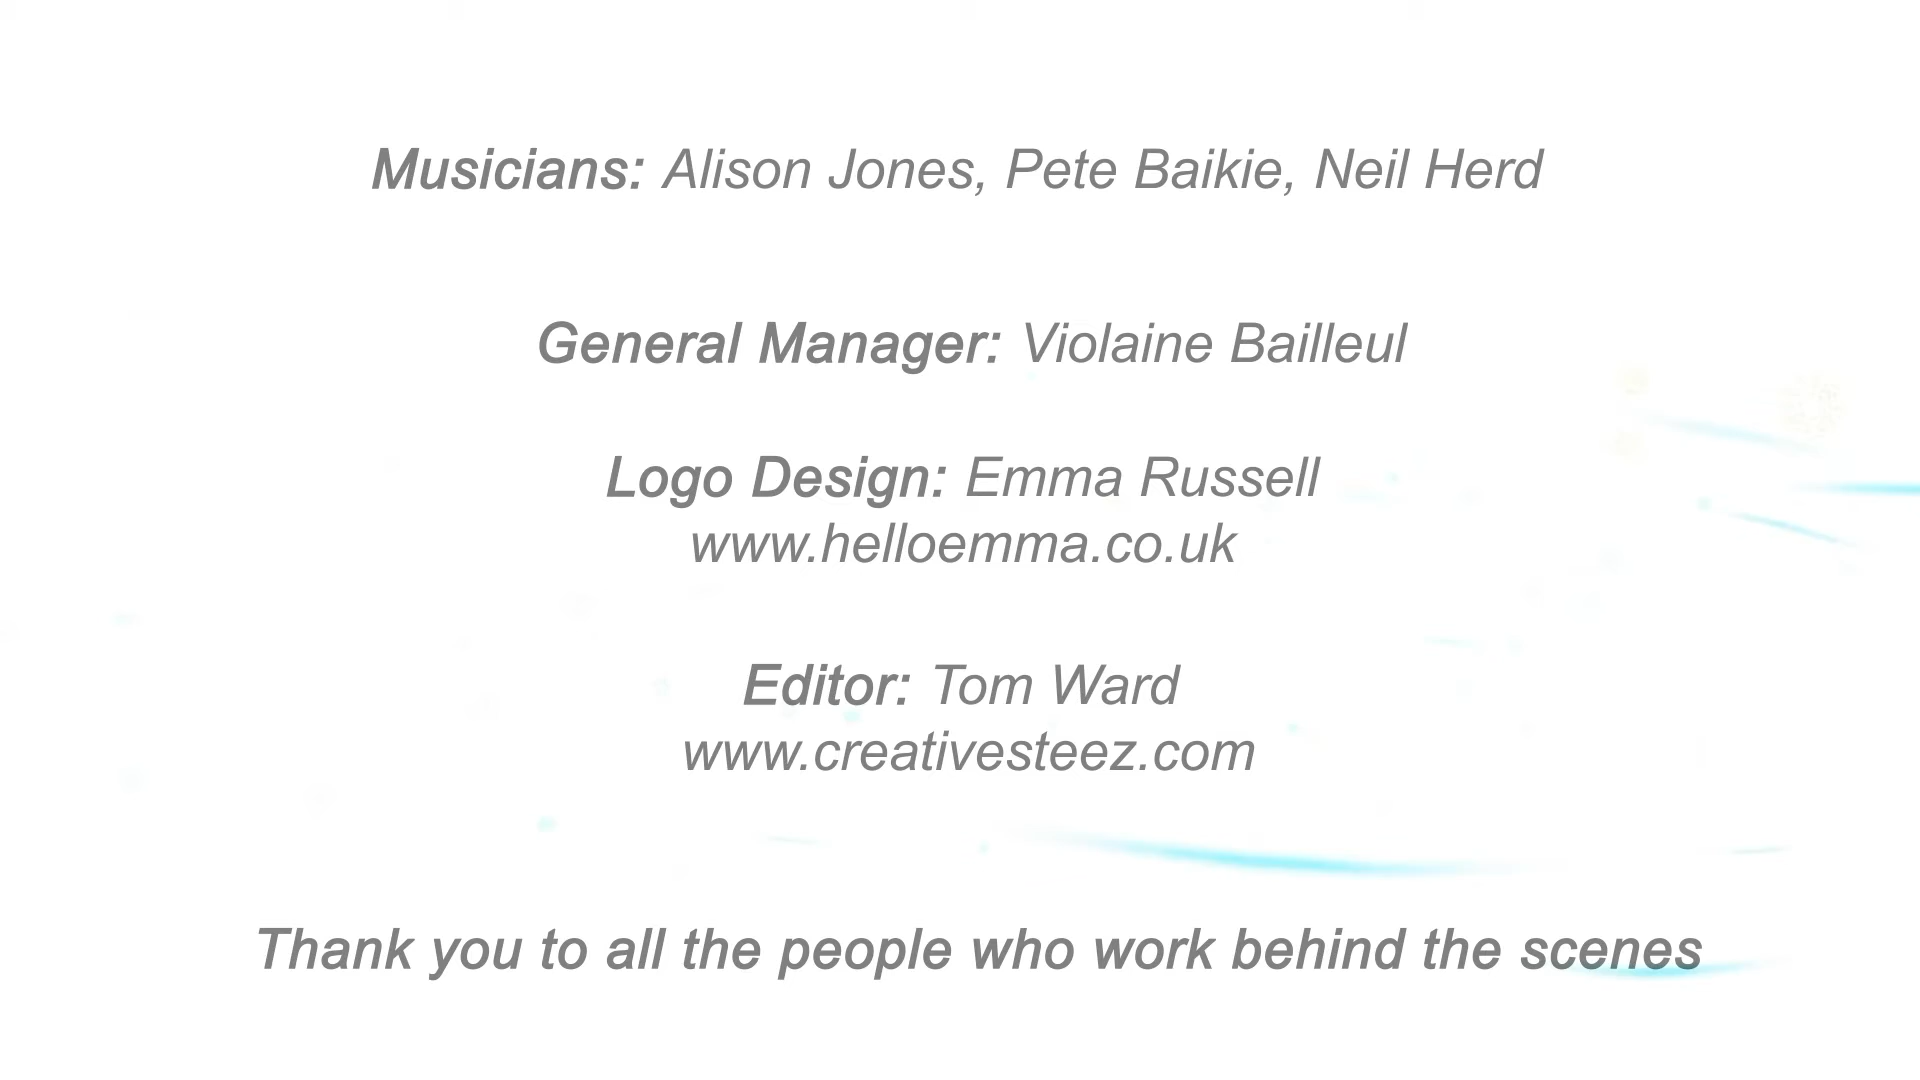 Musicians: Alison Jones, Pete Baikie, Neil Herd
General Manager: Violaine Bailleul
Logo Design: Emma Russell
www.helloemma.co.uk
Editor: Tom Ward
www.creativesteez.com
Thank you to all the people who work behind the scenes